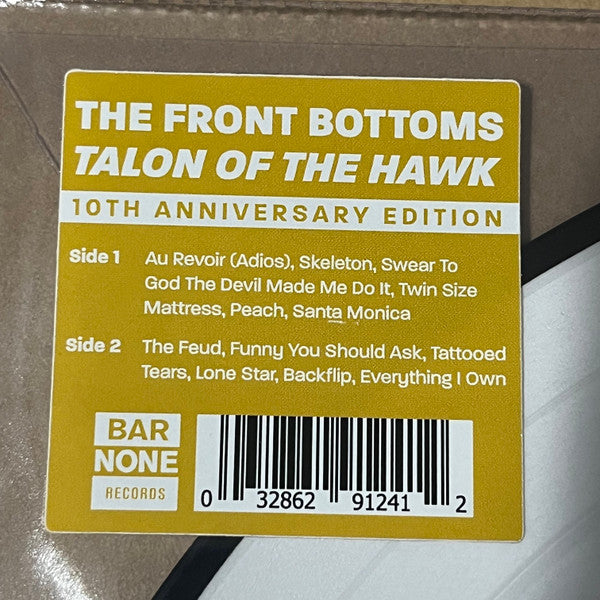 THE FRONT BOTTOMS
TALON OF THE HAWK
10TH ANNIVERSARY EDITION
Side 1 Au Revoir (Adios), Skeleton, Swear To
God The Devil Made Me Do It, Twin Size
Mattress, Peach, Santa Monica
Side 2 The Feud, Funny You Should Ask, Tattooed
Tears, Lone Star, Backflip, Everything I Own
BAR
NONE
RECORDS
0 32862 91241 2